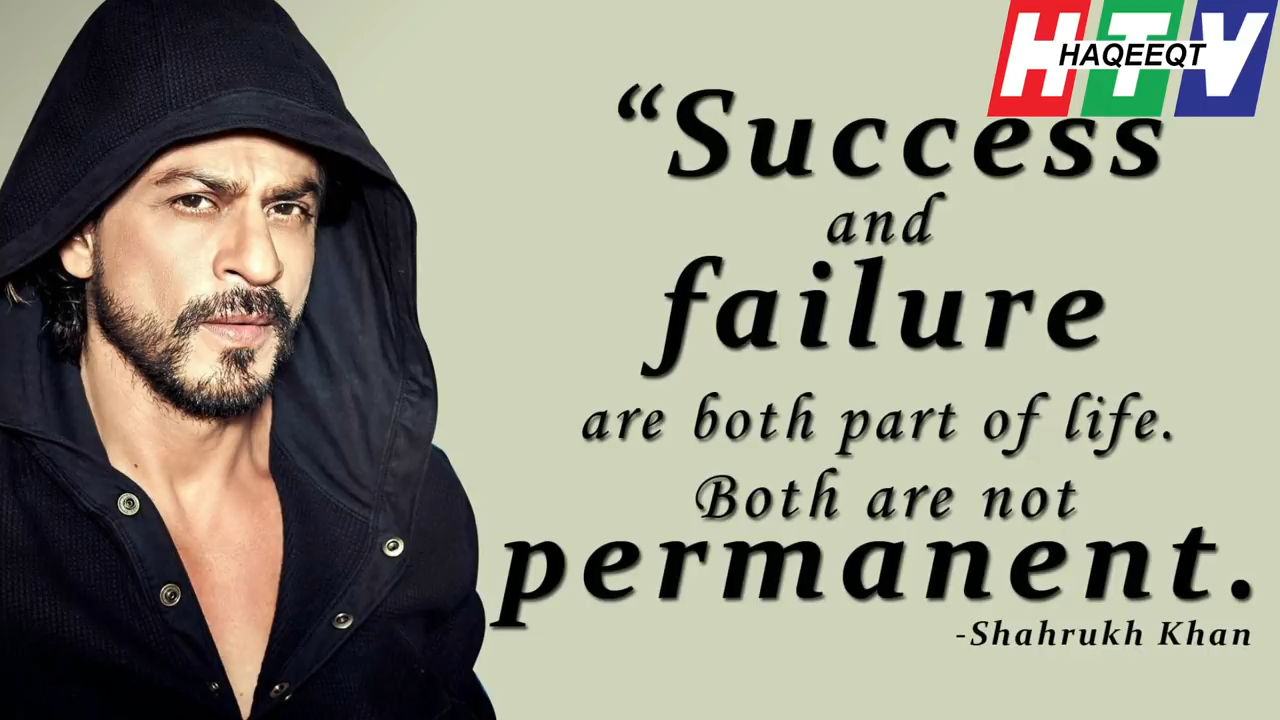 HTV
HAQEEQT
“Success
and
failure
are both part of life.
Both are not
permanent.
-Shahrukh Khan